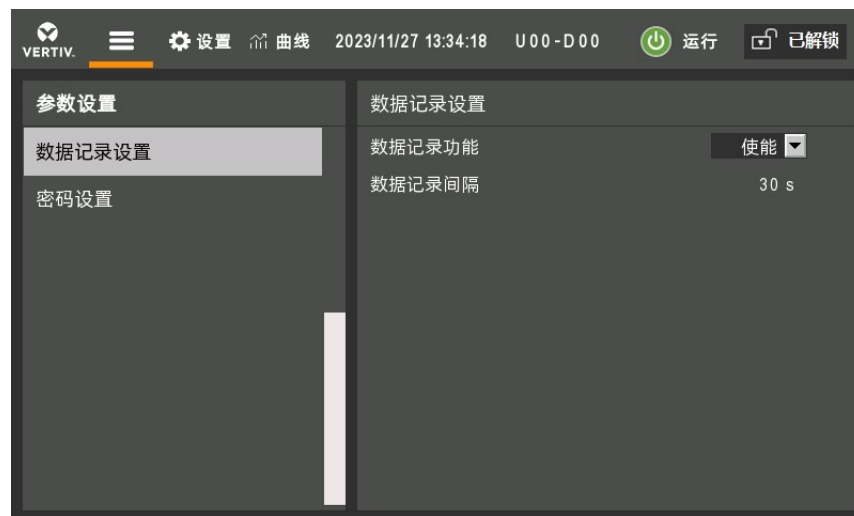 VERTIV. 设置 曲线 2023/11/27 13:34:18 U00-D00 运行 已解锁
参数设置
数据记录设置
密码设置
数据记录设置
数据记录功能 使能
数据记录间隔 30 s